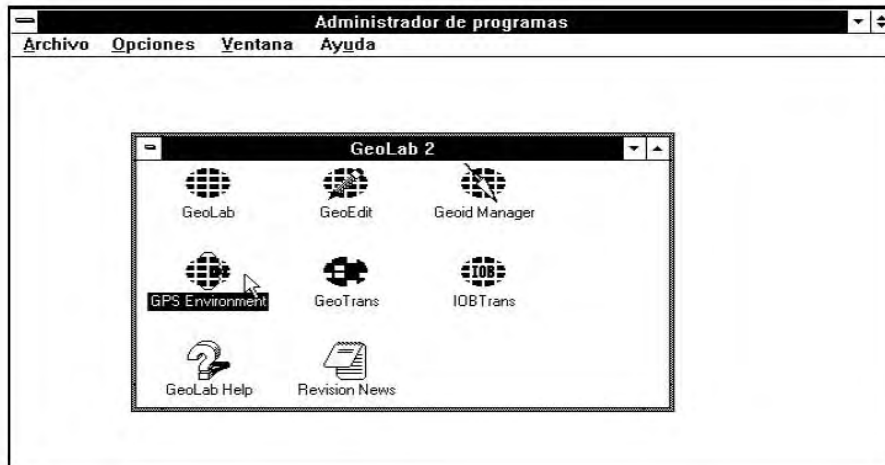 Administrador de programas
Archivo Opciones Ventana Ayuda
GeoLab 2
GeoLab GeoEdit Geoid Manager
GPS Environment GeoTrans IOBTrans
IOB
GeoLab Help Revision News